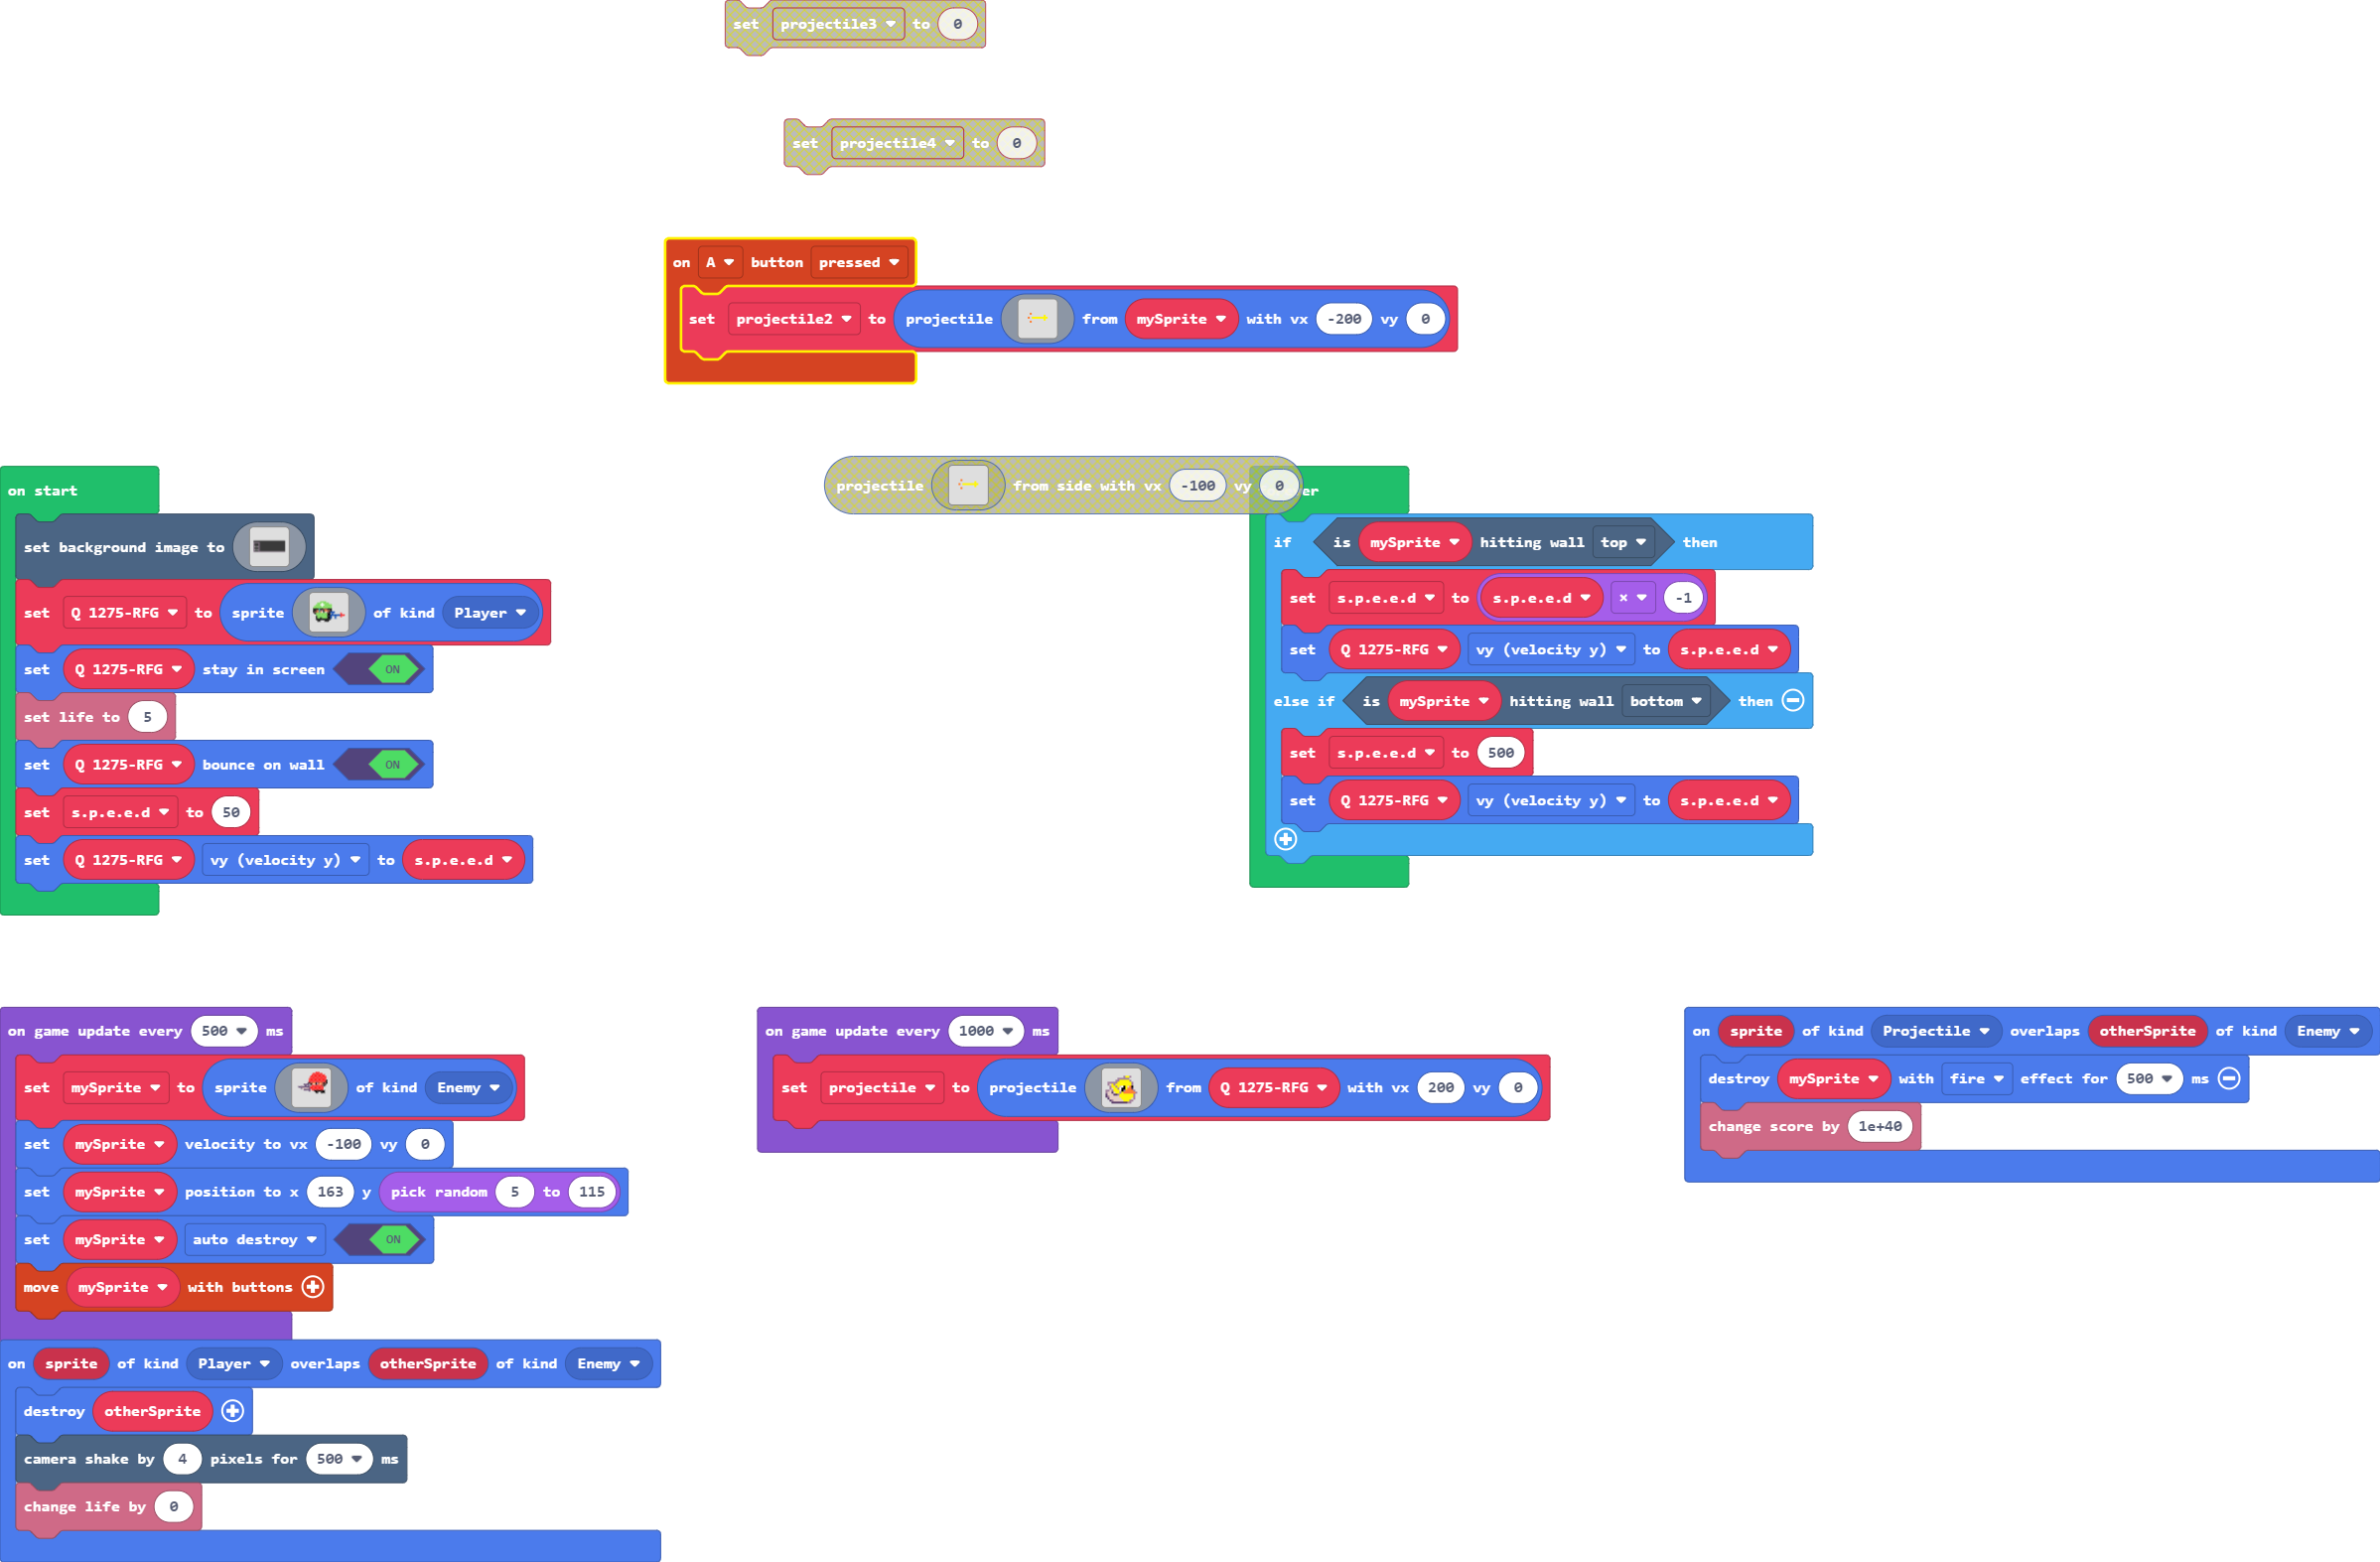 set projectile3 to 0
set projectile4 to 0
on A button pressed
set projectile2 to projectile from mySprite with vx -200 vy 0
projectile from side with vx -100 vy 0
on start
set background image to
set Q 1275-RFG to sprite of kind Player
set Q 1275-RFG stay in screen ON
set life to 5
set Q 1275-RFG bounce on wall ON
set s.p.e.e.d to 50
set Q 1275-RFG vy (velocity y) to s.p.e.e.d
if is mySprite hitting wall top then
set s.p.e.e.d to s.p.e.e.d × -1
set Q 1275-RFG vy (velocity y) to s.p.e.e.d
else if is mySprite hitting wall bottom then
set s.p.e.e.d to 500
set Q 1275-RFG vy (velocity y) to s.p.e.e.d
on game update every 500 ms
set mySprite to sprite of kind Enemy
set mySprite velocity to vx -100 vy 0
set mySprite position to x 163 y pick random 5 to 115
set mySprite auto destroy ON
move mySprite with buttons
on game update every 1000 ms
set projectile to projectile from Q 1275-RFG with vx 200 vy 0
on sprite of kind Projectile overlaps otherSprite of kind Enemy
destroy mySprite with fire effect for 500 ms
change score by 1e+40
on sprite of kind Player overlaps otherSprite of kind Enemy
destroy otherSprite
camera shake by 4 pixels for 500 ms
change life by 0